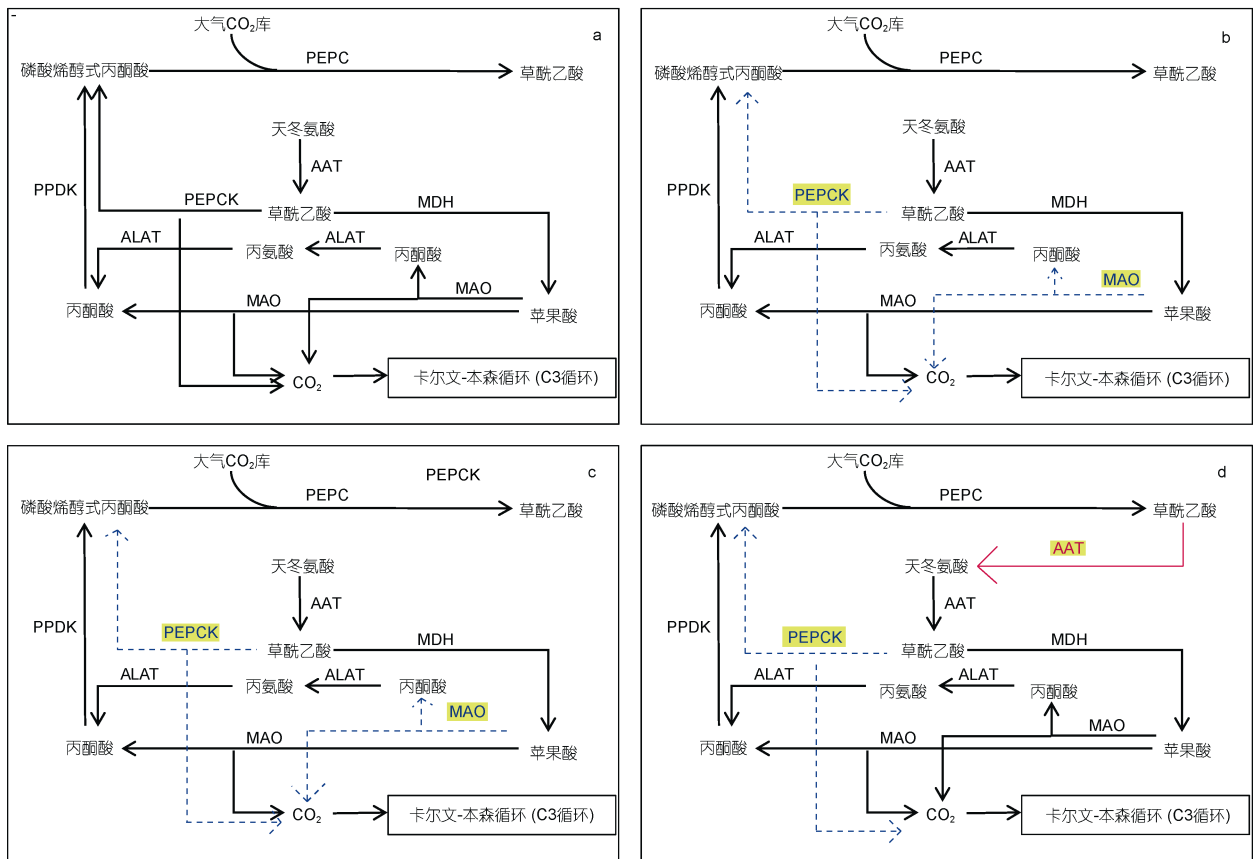 大气CO₂库
a
PEPC
磷酸烯醇式丙酮酸
草酰乙酸
天冬氨酸
AAT
PPDK
PEPCK
草酰乙酸
MDH
ALAT
丙氨酸
ALAT
丙酮酸
MAO
MAO
丙酮酸
苹果酸
CO₂
卡尔文-本森循环 (C3循环)
大气CO₂库
b
PEPC
磷酸烯醇式丙酮酸
草酰乙酸
天冬氨酸
AAT
PPDK
PEPCK
草酰乙酸
MDH
ALAT
丙氨酸
ALAT
丙酮酸
MAO
MAO
丙酮酸
苹果酸
CO₂
卡尔文-本森循环 (C3循环)
大气CO₂库
PEPCK
c
PEPC
磷酸烯醇式丙酮酸
草酰乙酸
天冬氨酸
AAT
PPDK
PEPCK
草酰乙酸
MDH
ALAT
丙氨酸
ALAT
丙酮酸
MAO
MAO
丙酮酸
苹果酸
CO₂
卡尔文-本森循环 (C3循环)
大气CO₂库
d
PEPC
磷酸烯醇式丙酮酸
草酰乙酸
AAT
天冬氨酸
AAT
PPDK
PEPCK
草酰乙酸
MDH
ALAT
丙氨酸
ALAT
丙酮酸
MAO
MAO
丙酮酸
苹果酸
CO₂
卡尔文-本森循环 (C3循环)